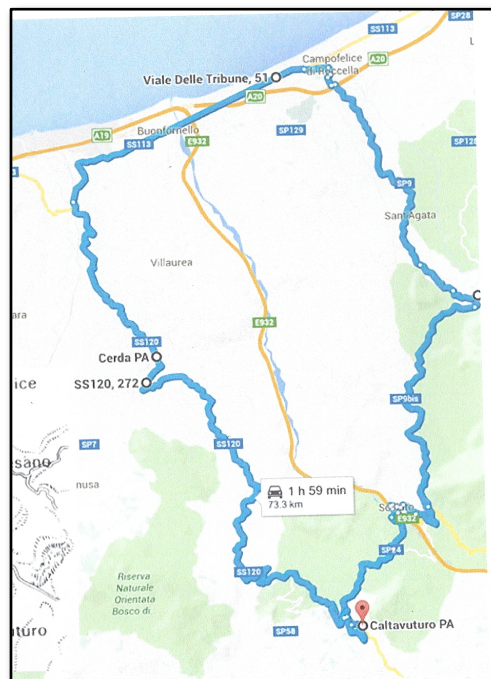 SP28
SS113
L
Campofelice
di Roccella
A20
Viale Delle Tribune, 51
A20
A19
Buonfornello
SP129
SS113
E932
SP9
Sant'Agata
Villaurea
E932
SS120
Cerda PA
SS120, 272
SP9bis
SP7
SS120
nusa
1 h 59 min
73.3 km
E932
SP24
SS120
Riserva
Naturale
Orientata
Bosco di
SP58
Caltavuturo PA
ara
ice
sano
turo